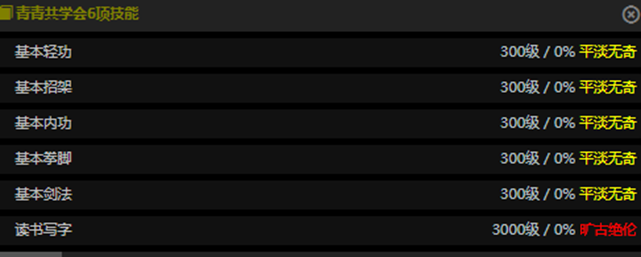 青青共学会6项技能
基本轻功 300级 / 0% 平淡无奇
基本招架 300级 / 0% 平淡无奇
基本内功 300级 / 0% 平淡无奇
基本拳脚 300级 / 0% 平淡无奇
基本剑法 300级 / 0% 平淡无奇
读书写字 3000级 / 0% 旷古绝伦